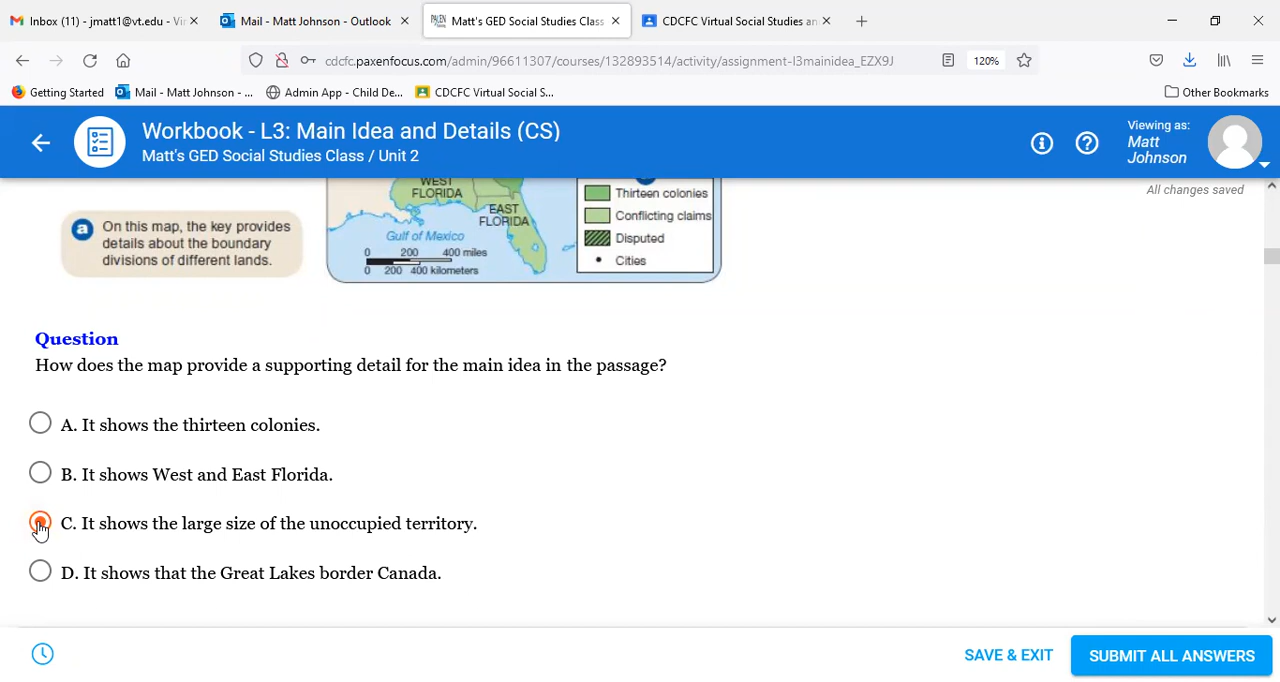 Inbox (11) - jmatt1@vt.edu - Vir
Mail - Matt Johnson - Outlook
PAXEN
Matt's GED Social Studies Class
CDCFC Virtual Social Studies an
cdcfc.paxenfocus.com/admin/96611307/courses/132893514/activity/assignment-l3mainidea_EZX9J
120%
Getting Started
Mail - Matt Johnson - ...
Admin App - Child De...
CDCFC Virtual Social S...
Other Bookmarks
Workbook - L3: Main Idea and Details (CS)
Matt's GED Social Studies Class / Unit 2
Viewing as:
Matt
Johnson
All changes saved
a
On this map, the key provides
details about the boundary
divisions of different lands.
WEST
FLORIDA
EAST
FLORIDA
Gulf of Mexico
0 200 400 miles
0 200 400 kilometers
Thirteen colonies
Conflicting claims
Disputed
Cities
Question
How does the map provide a supporting detail for the main idea in the passage?
A. It shows the thirteen colonies.
B. It shows West and East Florida.
C. It shows the large size of the unoccupied territory.
D. It shows that the Great Lakes border Canada.
SAVE & EXIT
SUBMIT ALL ANSWERS